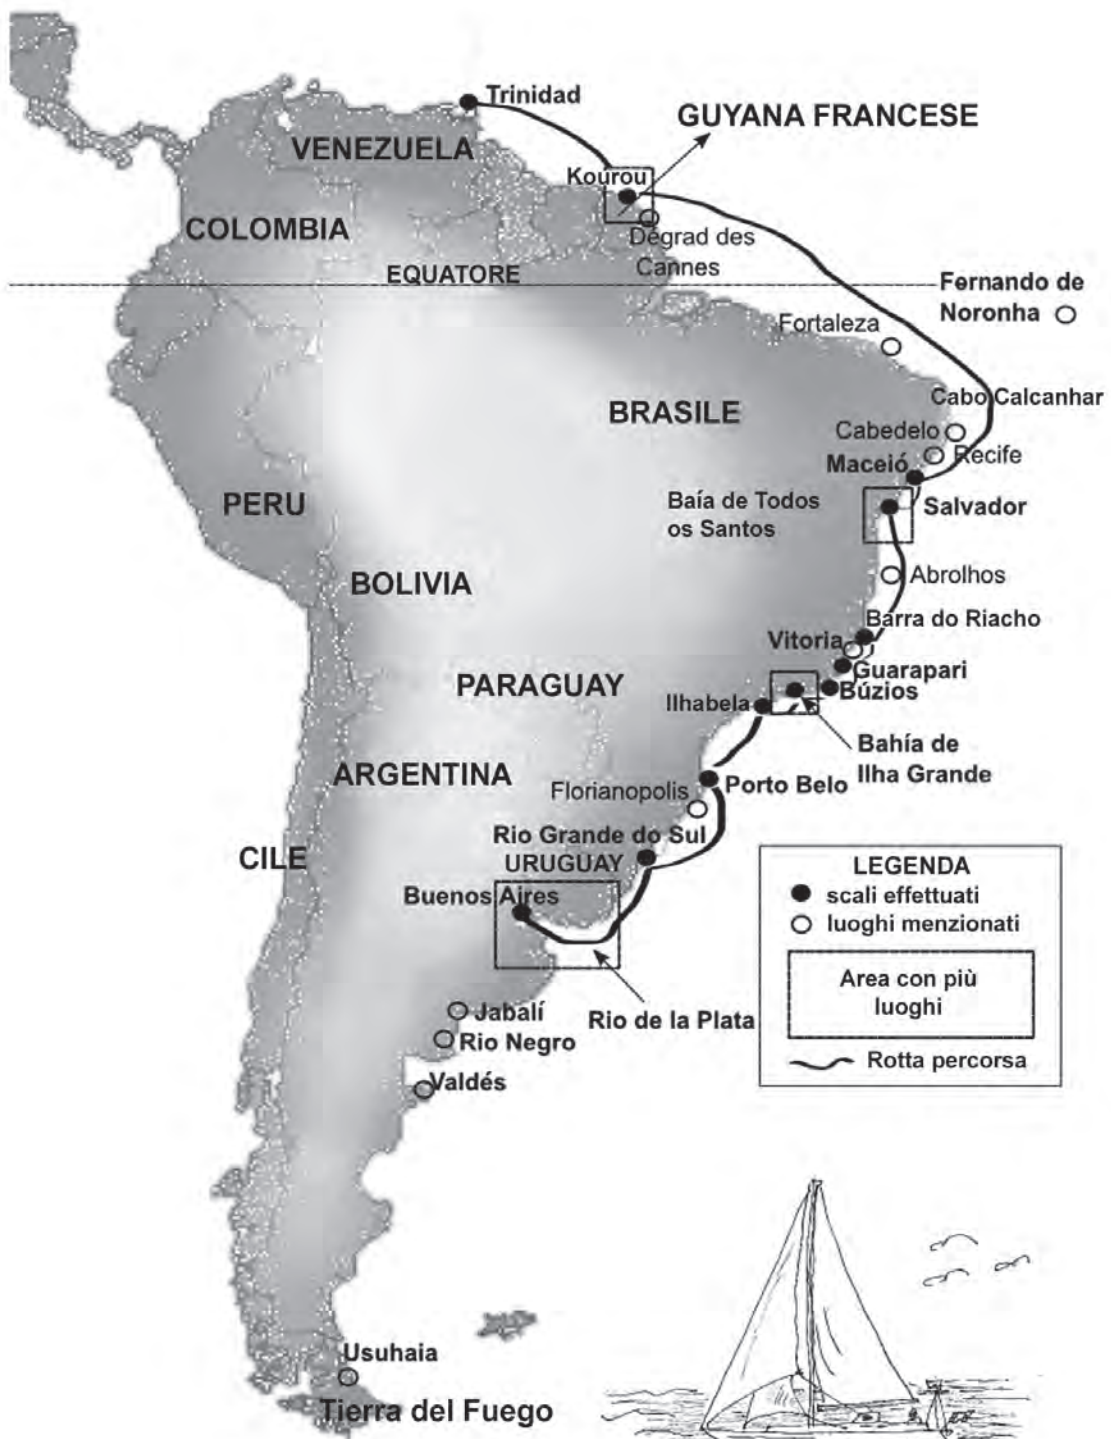 Trinidad
GUYANA FRANCESE
VENEZUELA
Kourou
COLOMBIA
Dégrad des
Cannes
EQUATORE
Fernando de
Noronha
Fortaleza
Cabo Calcanhar
BRASILE
Cabedelo
Recife
Maceió
PERU
Baía de Todos
os Santos
Salvador
BOLIVIA
Abrolhos
Barra do Riacho
Vitoria
Guarapari
PARAGUAY
Búzios
Ilhabela
Bahía de
Ilha Grande
ARGENTINA
Porto Belo
Florianopolis
Rio Grande do Sul
CILE
URUGUAY
Buenos Aires
LEGENDA
scali effettuati
luoghi menzionati
Area con più
luoghi
Rotta percorsa
Jabalí
Rio de la Plata
Rio Negro
Valdés
Usuhaia
Tierra del Fuego